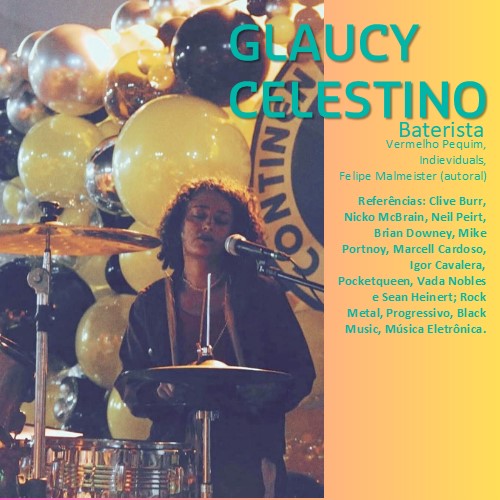 GLAUCY
CELESTINO
Baterista
Vermelho Pequim,
Indieviduals,
Felipe Malmeister (autoral)
Referências: Clive Burr,
Nicko McBrain, Neil Peirt,
Brian Downey, Mike
Portnoy, Marcell Cardoso,
Igor Cavalera,
Pocketqueen, Vada Nobles
e Sean Heinert; Rock
Metal, Progressivo, Black
Music, Música Eletrônica.
CONTIN